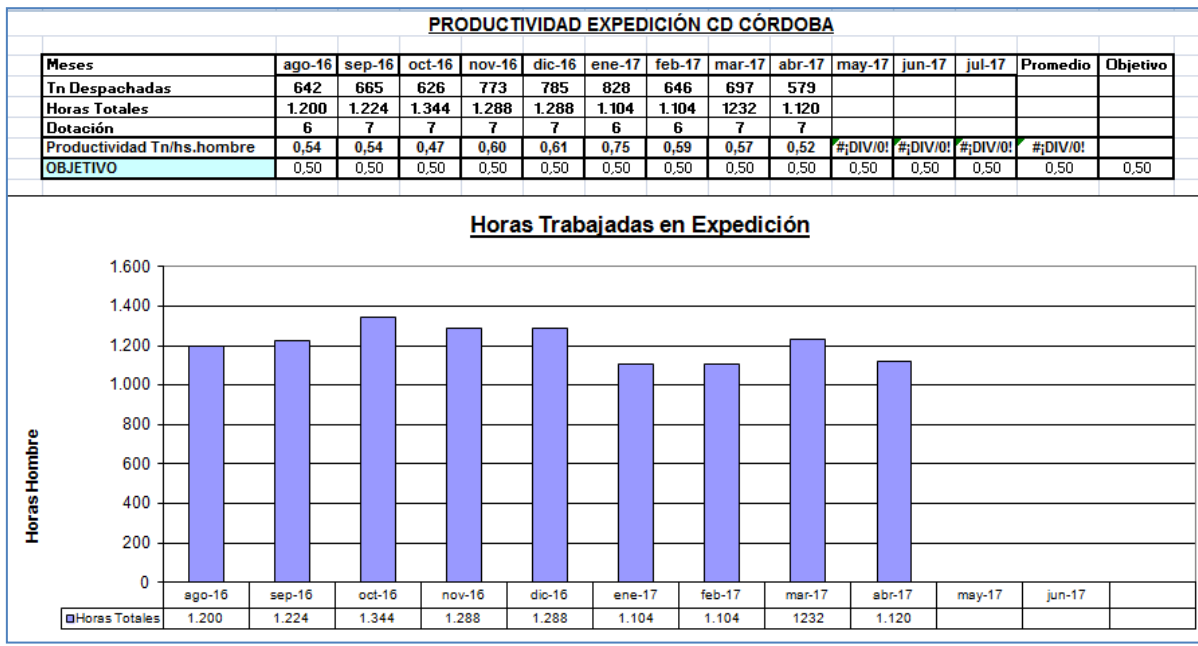 PRODUCTIVIDAD EXPEDICIÓN CD CÓRDOBA
Meses ago-16 sep-16 oct-16 nov-16 dic-16 ene-17 feb-17 mar-17 abr-17 may-17 jun-17 jul-17 Promedio Objetivo
Tn Despachadas 642 665 626 773 785 828 646 697 579
Horas Totales 1.200 1.224 1.344 1.288 1.288 1.104 1.104 1232 1.120
Dotación 6 7 7 7 7 6 6 7 7
Productividad Tn/hs.hombre 0,54 0,54 0,47 0,60 0,61 0,75 0,59 0,57 0,52 #¡DIV/0! #¡DIV/0! #¡DIV/0! #¡DIV/0!
OBJETIVO 0,50 0,50 0,50 0,50 0,50 0,50 0,50 0,50 0,50 0,50 0,50 0,50 0,50 0,50
Horas Trabajadas en Expedición
Horas Hombre
1.600
1.400
1.200
1.000
800
600
400
200
0
ago-16 sep-16 oct-16 nov-16 dic-16 ene-17 feb-17 mar-17 abr-17 may-17 jun-17
Horas Totales 1.200 1.224 1.344 1.288 1.288 1.104 1.104 1232 1.120